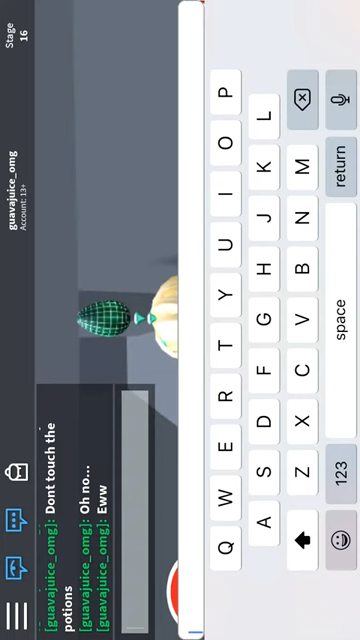 guavajuice_omg
Account: 13+
Stage
16
[guavajuice_omg]: Dont touch the
potions
[guavajuice_omg]: Oh no...
[guavajuice_omg]: Eww
Q W E R T Y U I O P
A S D F G H J K L
Z X C V B N M
123 space return